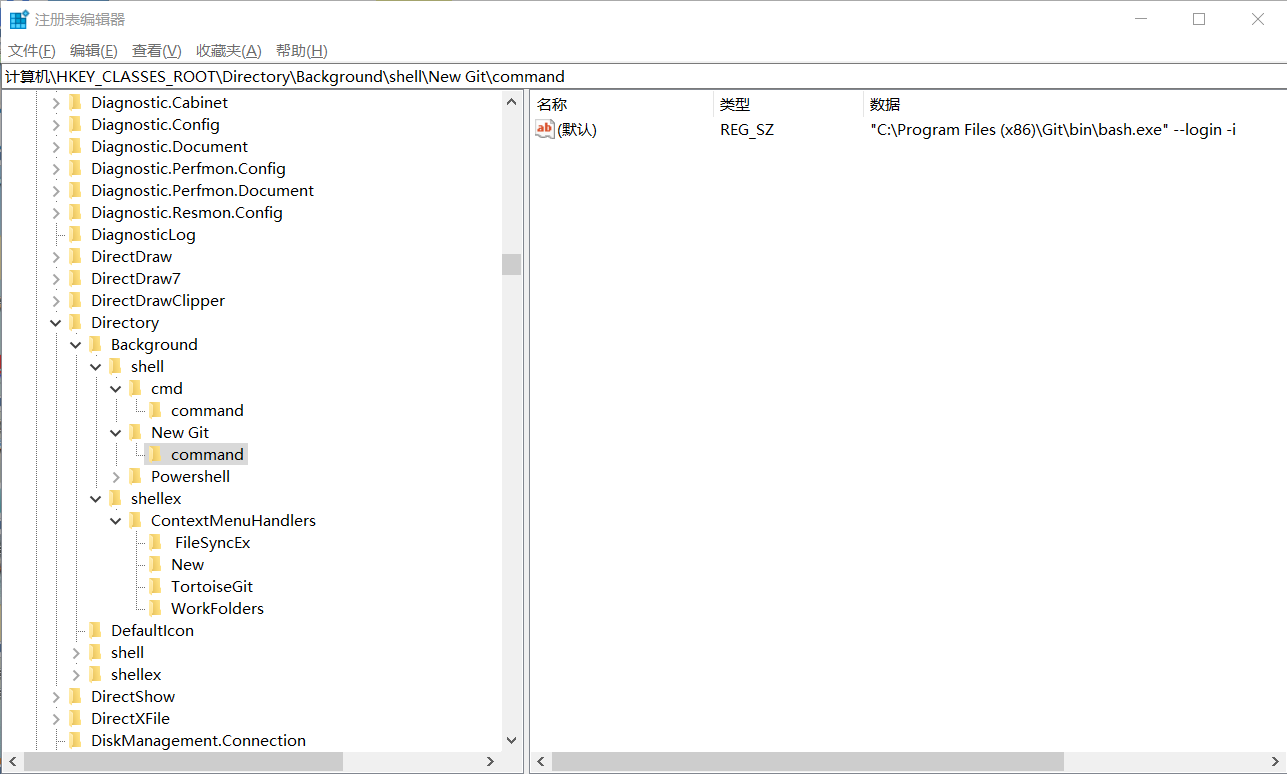 注册表编辑器
文件(F) 编辑(E) 查看(V) 收藏夹(A) 帮助(H)
计算机\HKEY_CLASSES_ROOT\Directory\Background\shell\New Git\command
Diagnostic.Cabinet
Diagnostic.Config
Diagnostic.Document
Diagnostic.Perfmon.Config
Diagnostic.Perfmon.Document
Diagnostic.Resmon.Config
DiagnosticLog
DirectDraw
DirectDraw7
DirectDrawClipper
Directory
Background
shell
cmd
command
New Git
command
Powershell
shellex
ContextMenuHandlers
FileSyncEx
New
TortoiseGit
WorkFolders
DefaultIcon
shell
shellex
DirectShow
DirectXFile
DiskManagement.Connection
名称 类型 数据
ab (默认) REG_SZ "C:\Program Files (x86)\Git\bin\bash.exe" --login -i